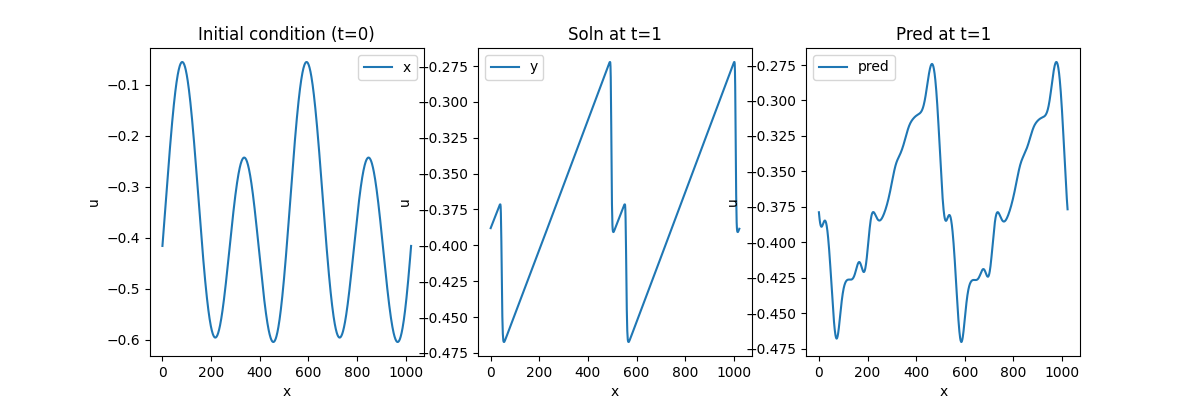 Initial condition (t=0)
x
u
−0.1
−0.2
−0.3
−0.4
−0.5
−0.6
0 200 400 600 800 1000
x
Soln at t=1
y
u
−0.275
−0.300
−0.325
−0.350
−0.375
−0.400
−0.425
−0.450
−0.475
0 200 400 600 800 1000
x
Pred at t=1
pred
u
−0.275
−0.300
−0.325
−0.350
−0.375
−0.400
−0.425
−0.450
−0.475
0 200 400 600 800 1000
x